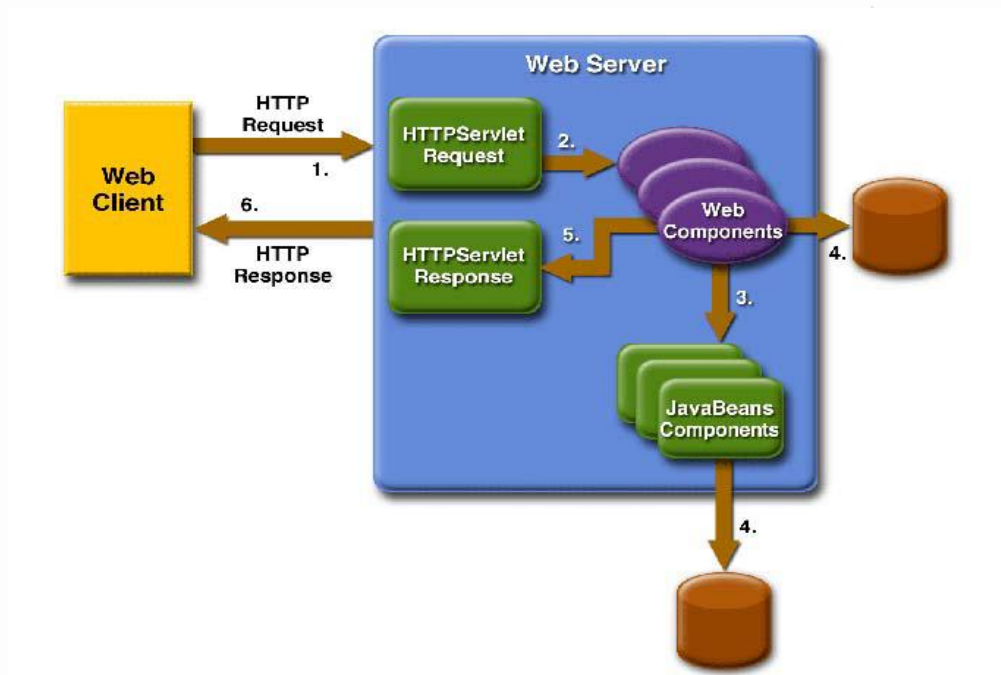 Web Server
HTTP
Request
1.
HTTPServlet
Request
2.
Web
Client
Web
Components
4.
6.
HTTP
Response
HTTPServlet
Response
5.
3.
JavaBeans
Components
4.